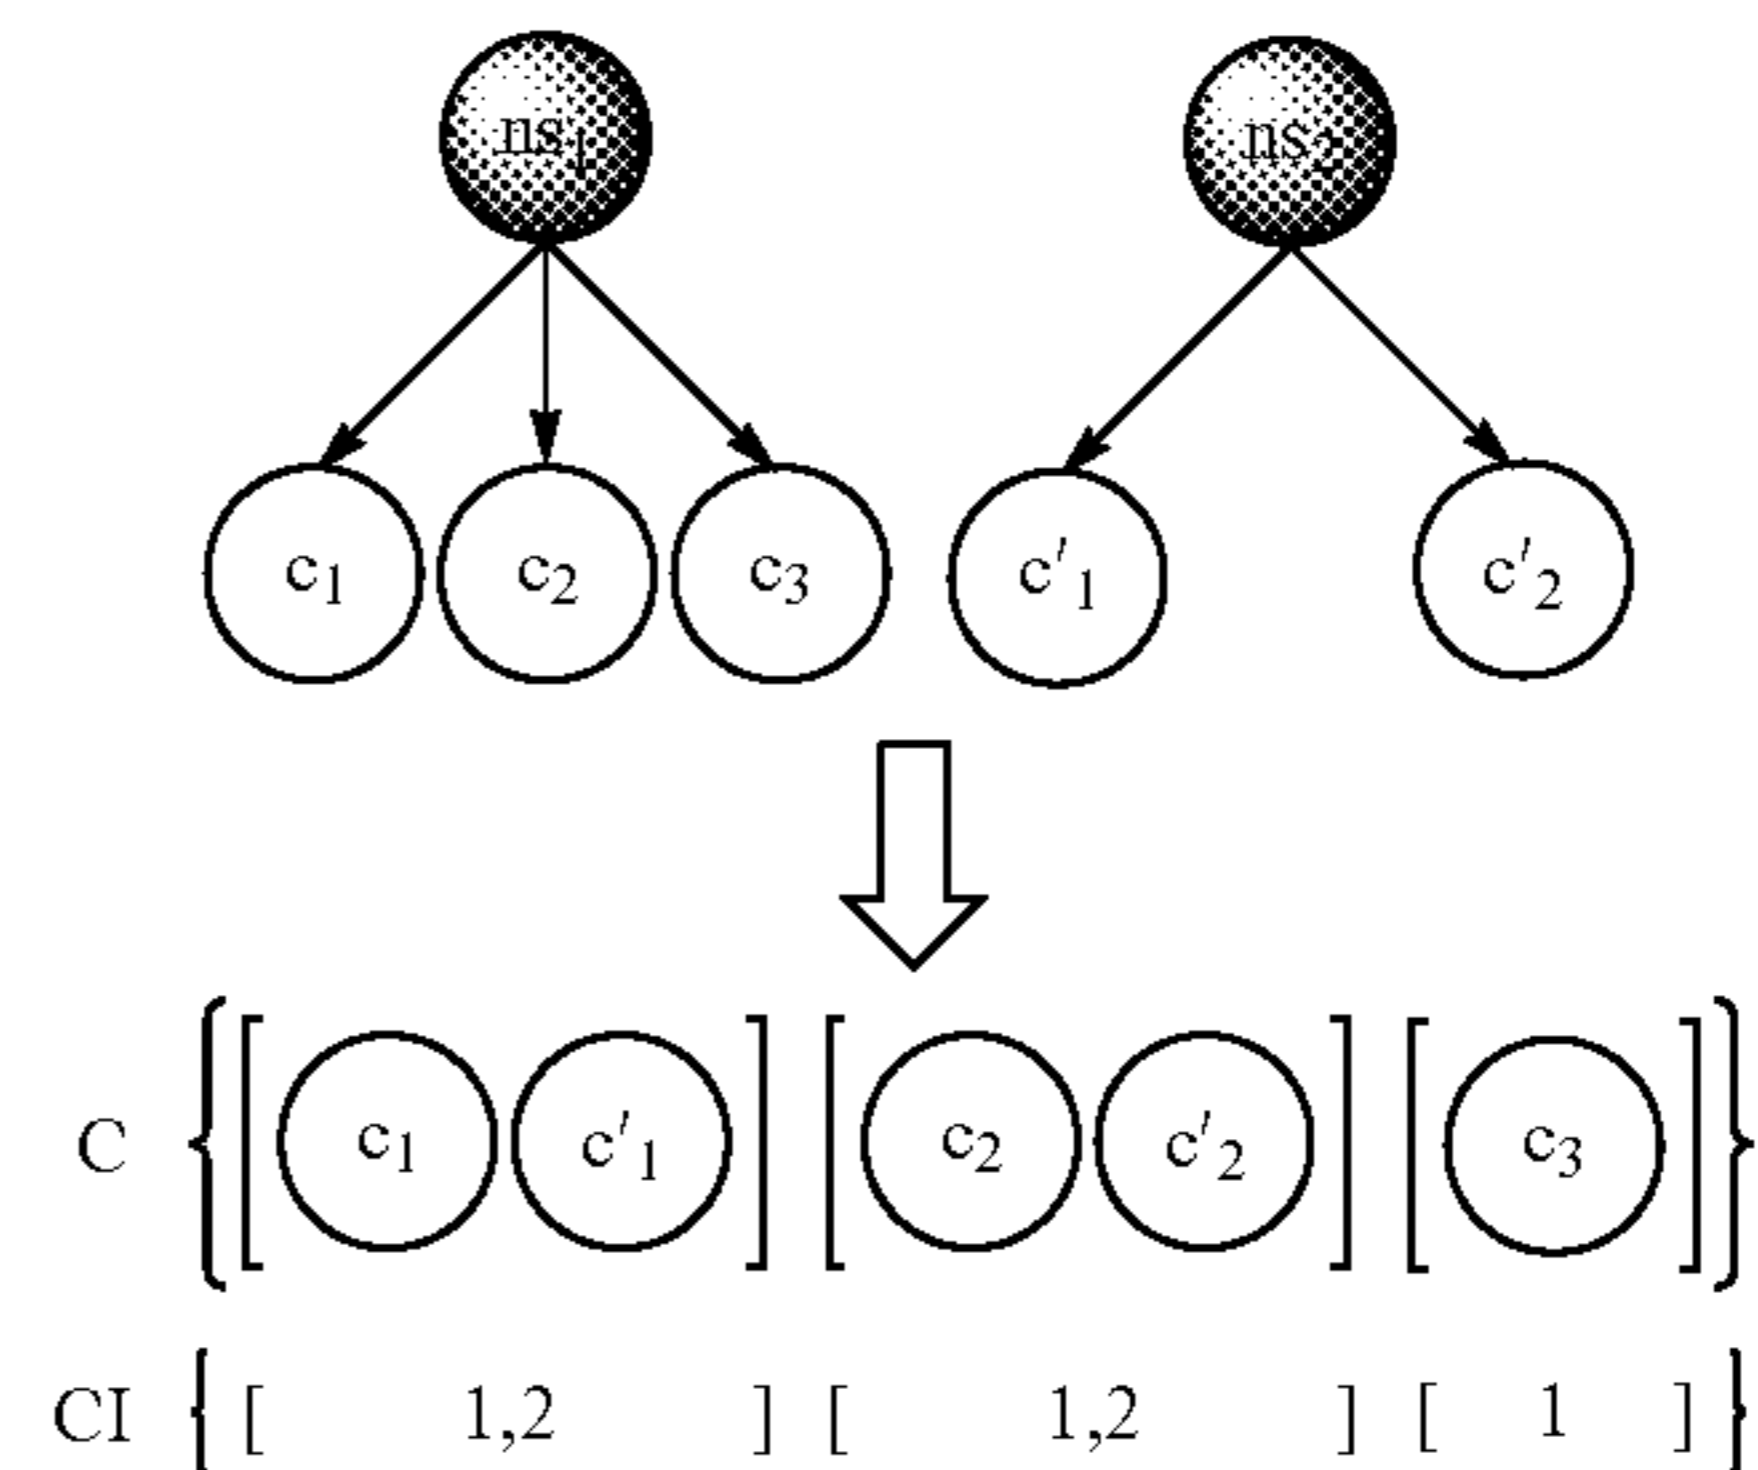 ns₁ ns₂
c₁ c₂ c₃ c′₁ c′₂
C { [ c₁ c′₁ ] [ c₂ c′₂ ] [ c₃ ] }
CI { [ 1,2 ] [ 1,2 ] [ 1 ] }